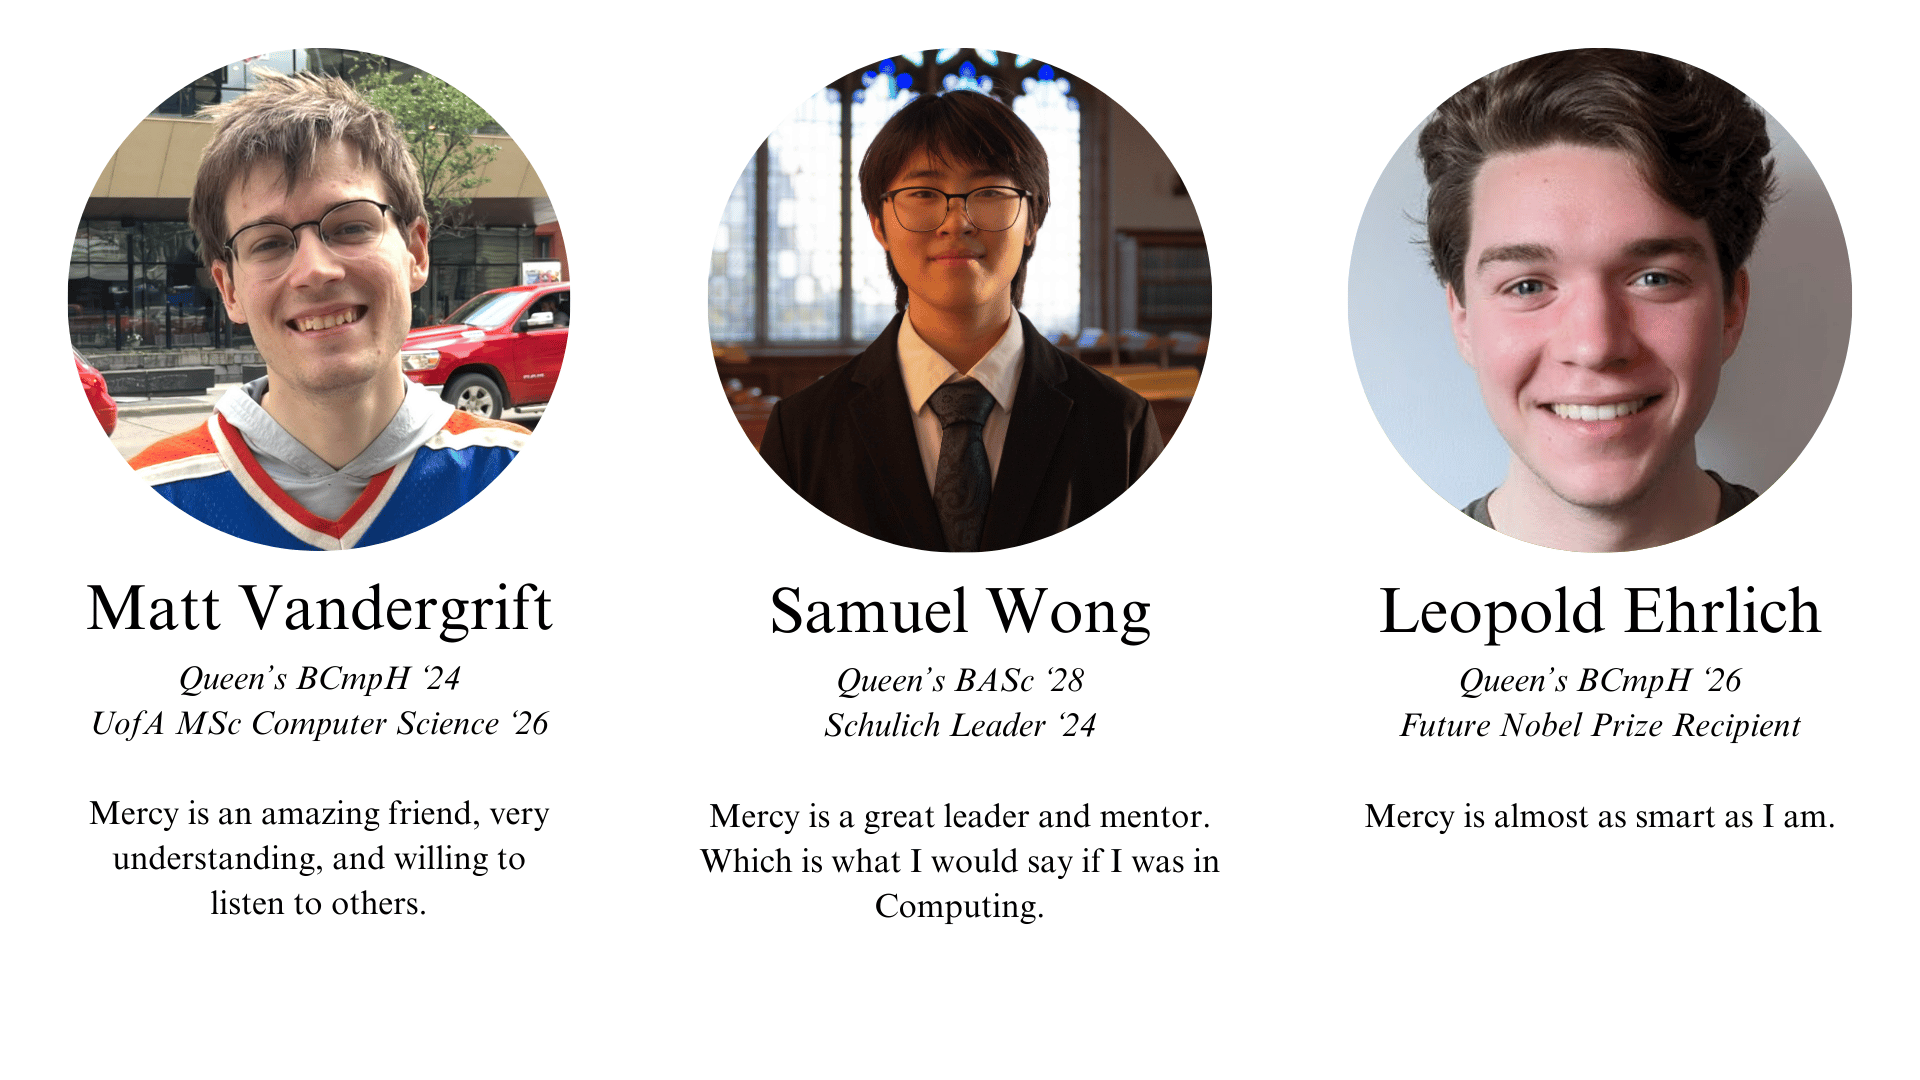 Matt Vandergrift
Queen’s BCmpH ‘24
UofA MSc Computer Science ‘26
Mercy is an amazing friend, very
understanding, and willing to
listen to others.
Samuel Wong
Queen’s BASc ‘28
Schulich Leader ‘24
Mercy is a great leader and mentor.
Which is what I would say if I was in
Computing.
Leopold Ehrlich
Queen’s BCmpH ‘26
Future Nobel Prize Recipient
Mercy is almost as smart as I am.